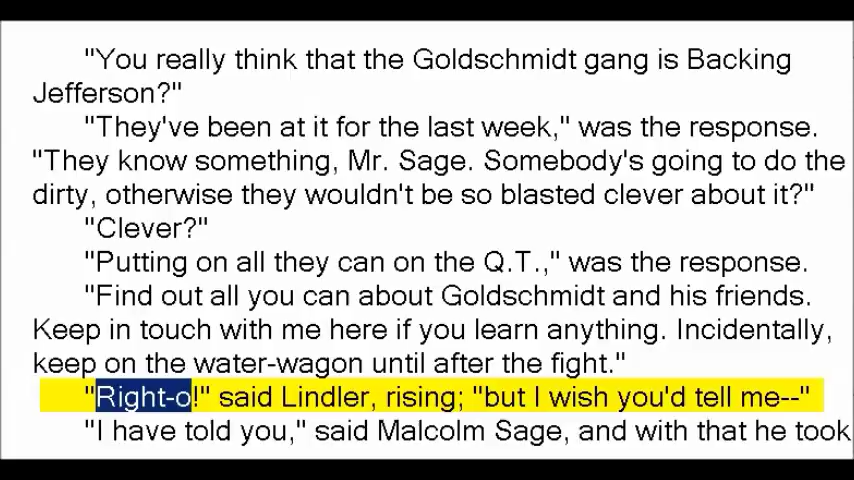 "You really think that the Goldschmidt gang is Backing
Jefferson?"
"They've been at it for the last week," was the response.
"They know something, Mr. Sage. Somebody's going to do the
dirty, otherwise they wouldn't be so blasted clever about it?"
"Clever?"
"Putting on all they can on the Q.T.," was the response.
"Find out all you can about Goldschmidt and his friends.
Keep in touch with me here if you learn anything. Incidentally,
keep on the water-wagon until after the fight."
"Right-o!" said Lindler, rising; "but I wish you'd tell me--"
"I have told you," said Malcolm Sage, and with that he took